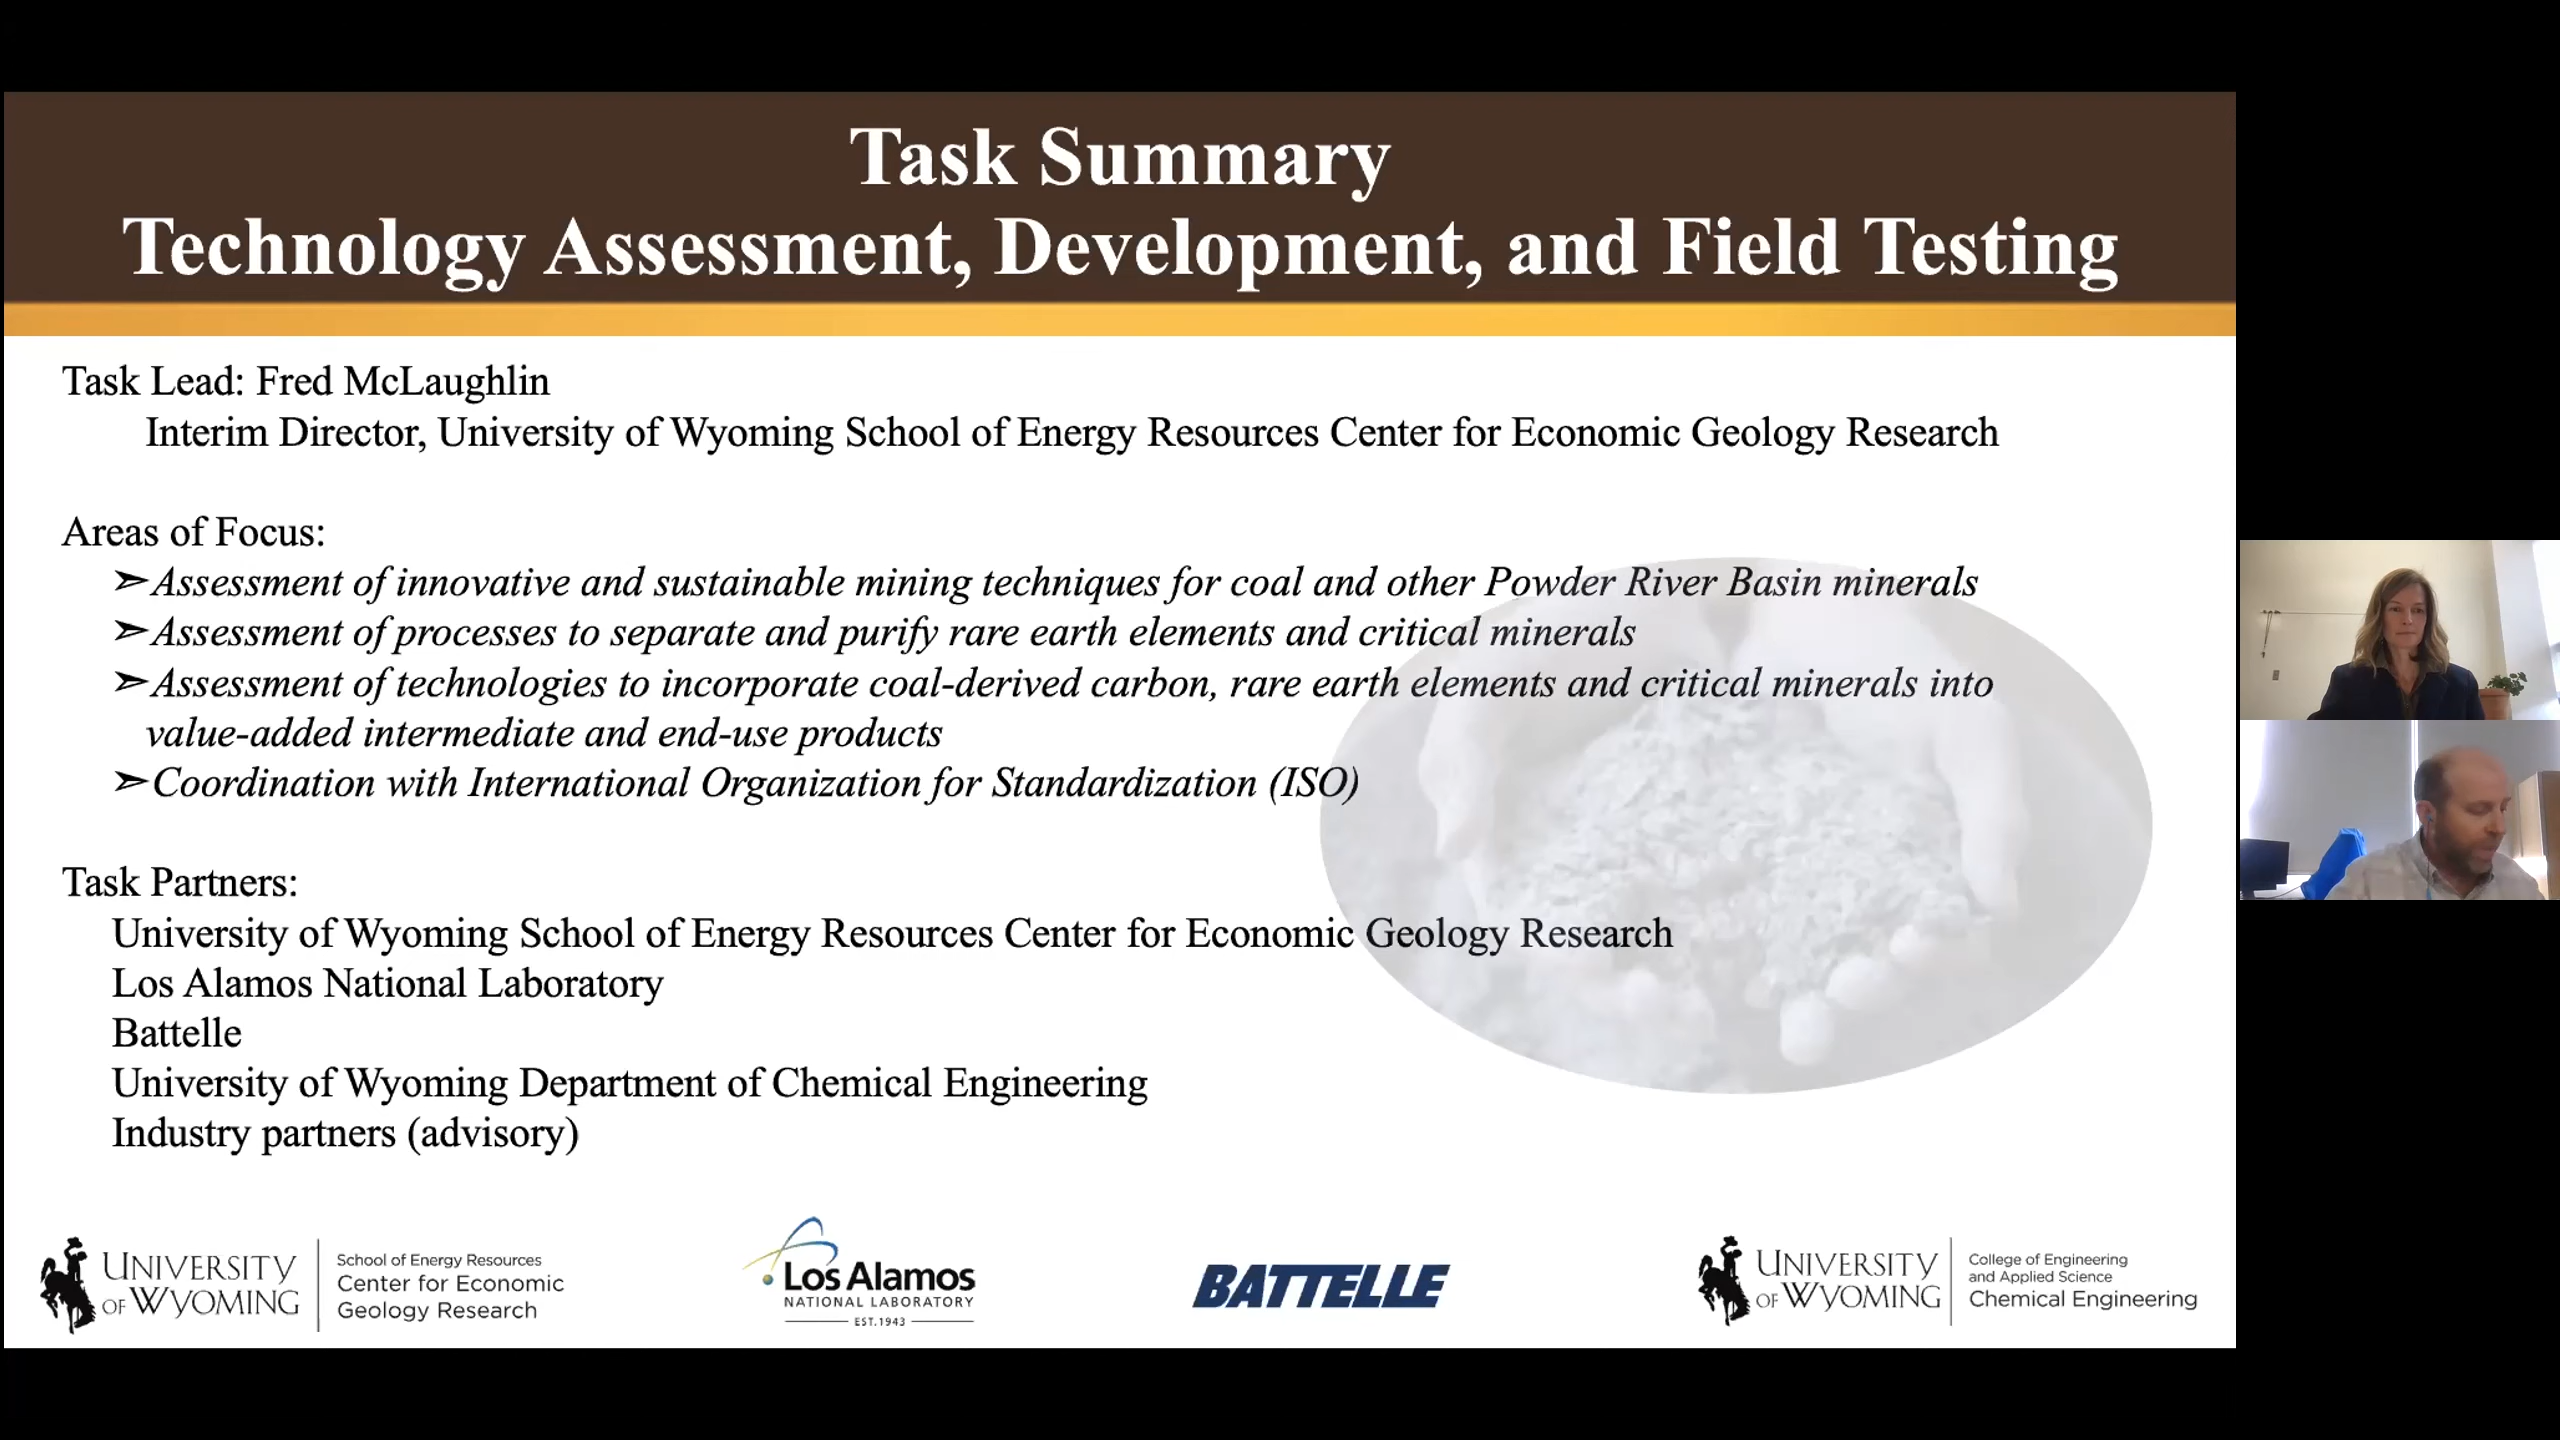 Task Summary
Technology Assessment, Development, and Field Testing
Task Lead: Fred McLaughlin
Interim Director, University of Wyoming School of Energy Resources Center for Economic Geology Research
Areas of Focus:
➢Assessment of innovative and sustainable mining techniques for coal and other Powder River Basin minerals
➢Assessment of processes to separate and purify rare earth elements and critical minerals
➢Assessment of technologies to incorporate coal-derived carbon, rare earth elements and critical minerals into
value-added intermediate and end-use products
➢Coordination with International Organization for Standardization (ISO)
Task Partners:
University of Wyoming School of Energy Resources Center for Economic Geology Research
Los Alamos National Laboratory
Battelle
University of Wyoming Department of Chemical Engineering
Industry partners (advisory)
UNIVERSITY
OF WYOMING
School of Energy Resources
Center for Economic
Geology Research
Los Alamos
NATIONAL LABORATORY
EST.1943
BATTELLE
UNIVERSITY
OF WYOMING
College of Engineering
and Applied Science
Chemical Engineering